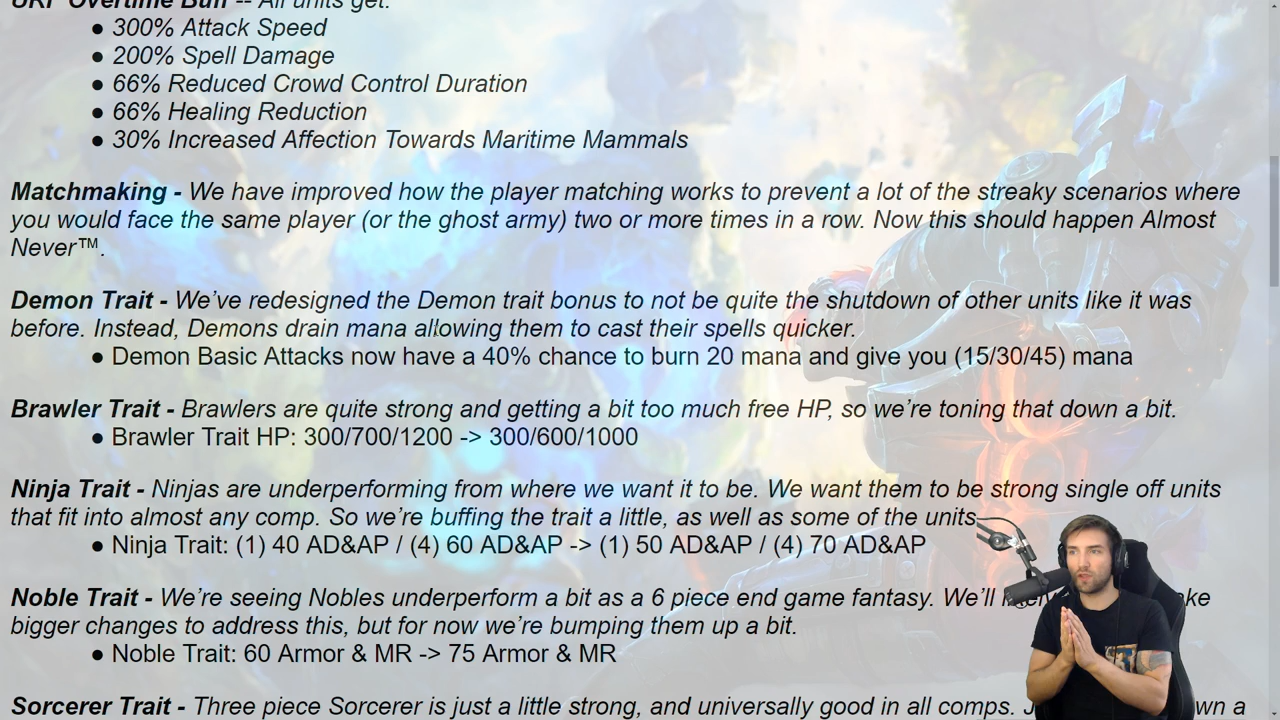 URF Overtime Buff -- All units get:
● 300% Attack Speed
● 200% Spell Damage
● 66% Reduced Crowd Control Duration
● 66% Healing Reduction
● 30% Increased Affection Towards Maritime Mammals
Matchmaking - We have improved how the player matching works to prevent a lot of the streaky scenarios where
you would face the same player (or the ghost army) two or more times in a row. Now this should happen Almost
Never™.
Demon Trait - We’ve redesigned the Demon trait bonus to not be quite the shutdown of other units like it was
before. Instead, Demons drain mana allowing them to cast their spells quicker.
● Demon Basic Attacks now have a 40% chance to burn 20 mana and give you (15/30/45) mana
Brawler Trait - Brawlers are quite strong and getting a bit too much free HP, so we’re toning that down a bit.
● Brawler Trait HP: 300/700/1200 -> 300/600/1000
Ninja Trait - Ninjas are underperforming from where we want it to be. We want them to be strong single off units
that fit into almost any comp. So we’re buffing the trait a little, as well as some of the units
● Ninja Trait: (1) 40 AD&AP / (4) 60 AD&AP -> (1) 50 AD&AP / (4) 70 AD&AP
Noble Trait - We’re seeing Nobles underperform a bit as a 6 piece end game fantasy. We’ll
bigger changes to address this, but for now we’re bumping them up a bit.
● Noble Trait: 60 Armor & MR -> 75 Armor & MR
Sorcerer Trait - Three piece Sorcerer is just a little strong, and universally good in all comps. a